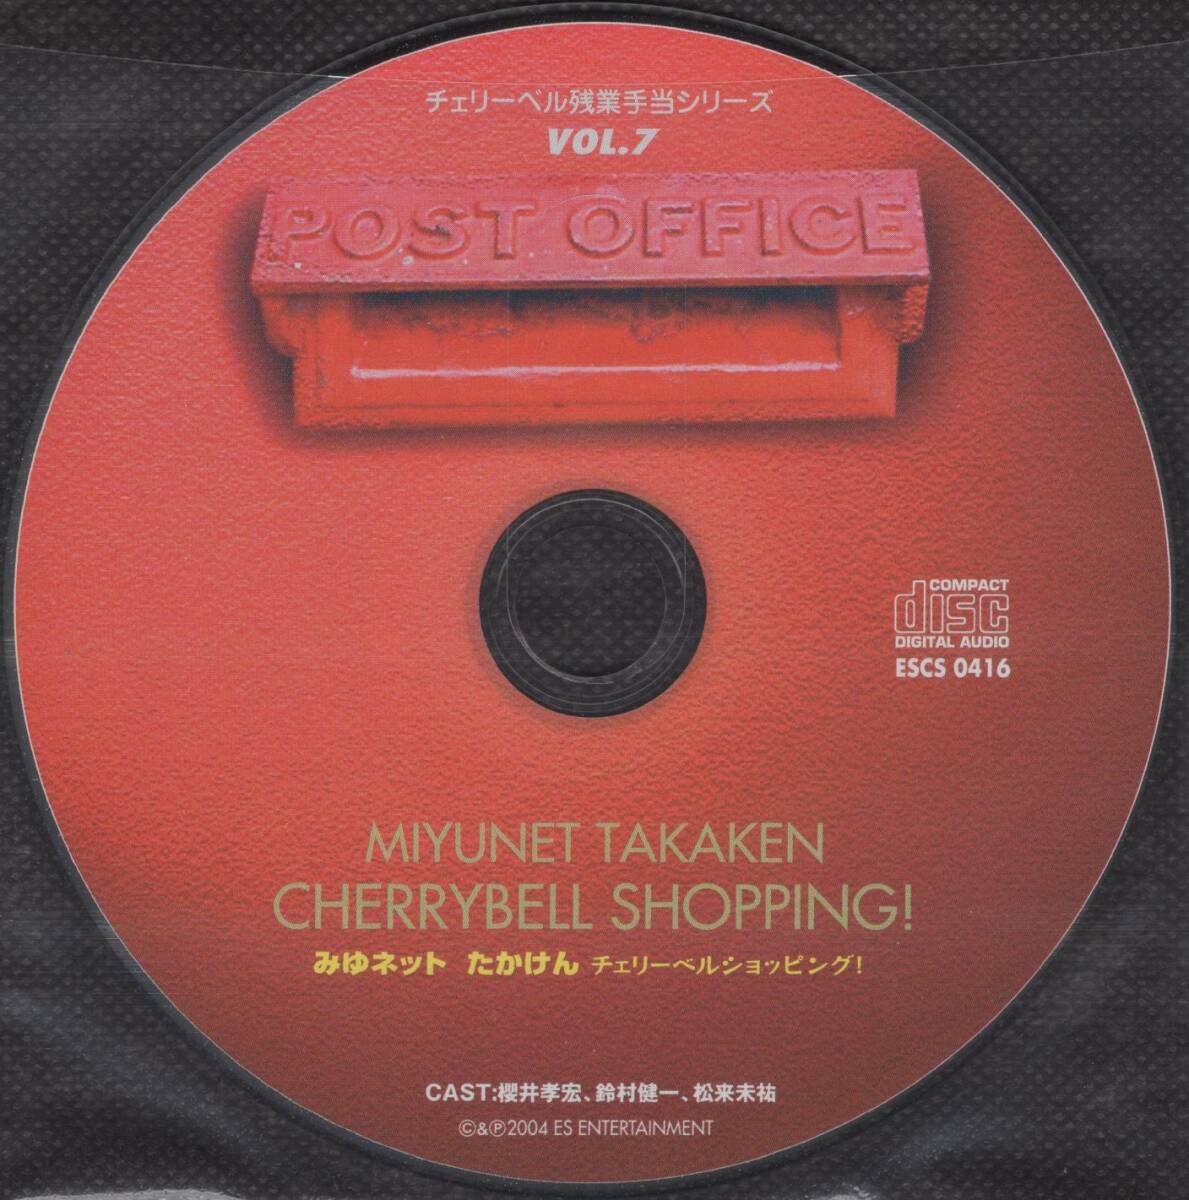 チェリーベル残業手当シリーズ
VOL.7
POST OFFICE
COMPACT
disc
DIGITAL AUDIO
ESCS 0416
MIYUNET TAKAKEN
CHERRYBELL SHOPPING!
みゆネット たかけん チェリーベルショッピング!
CAST:櫻井孝宏、鈴村健一、松来未祐
©&℗2004 ES ENTERTAINMENT